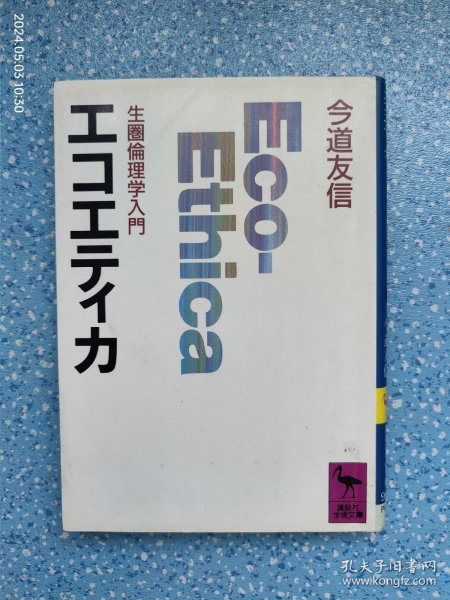 2024.05.03 10:30
今道友信
Eco-
Ethica
生圏倫理学入門
エコエティカ
講談社
学術文庫
9
孔夫子旧书网
book.kongfz.com